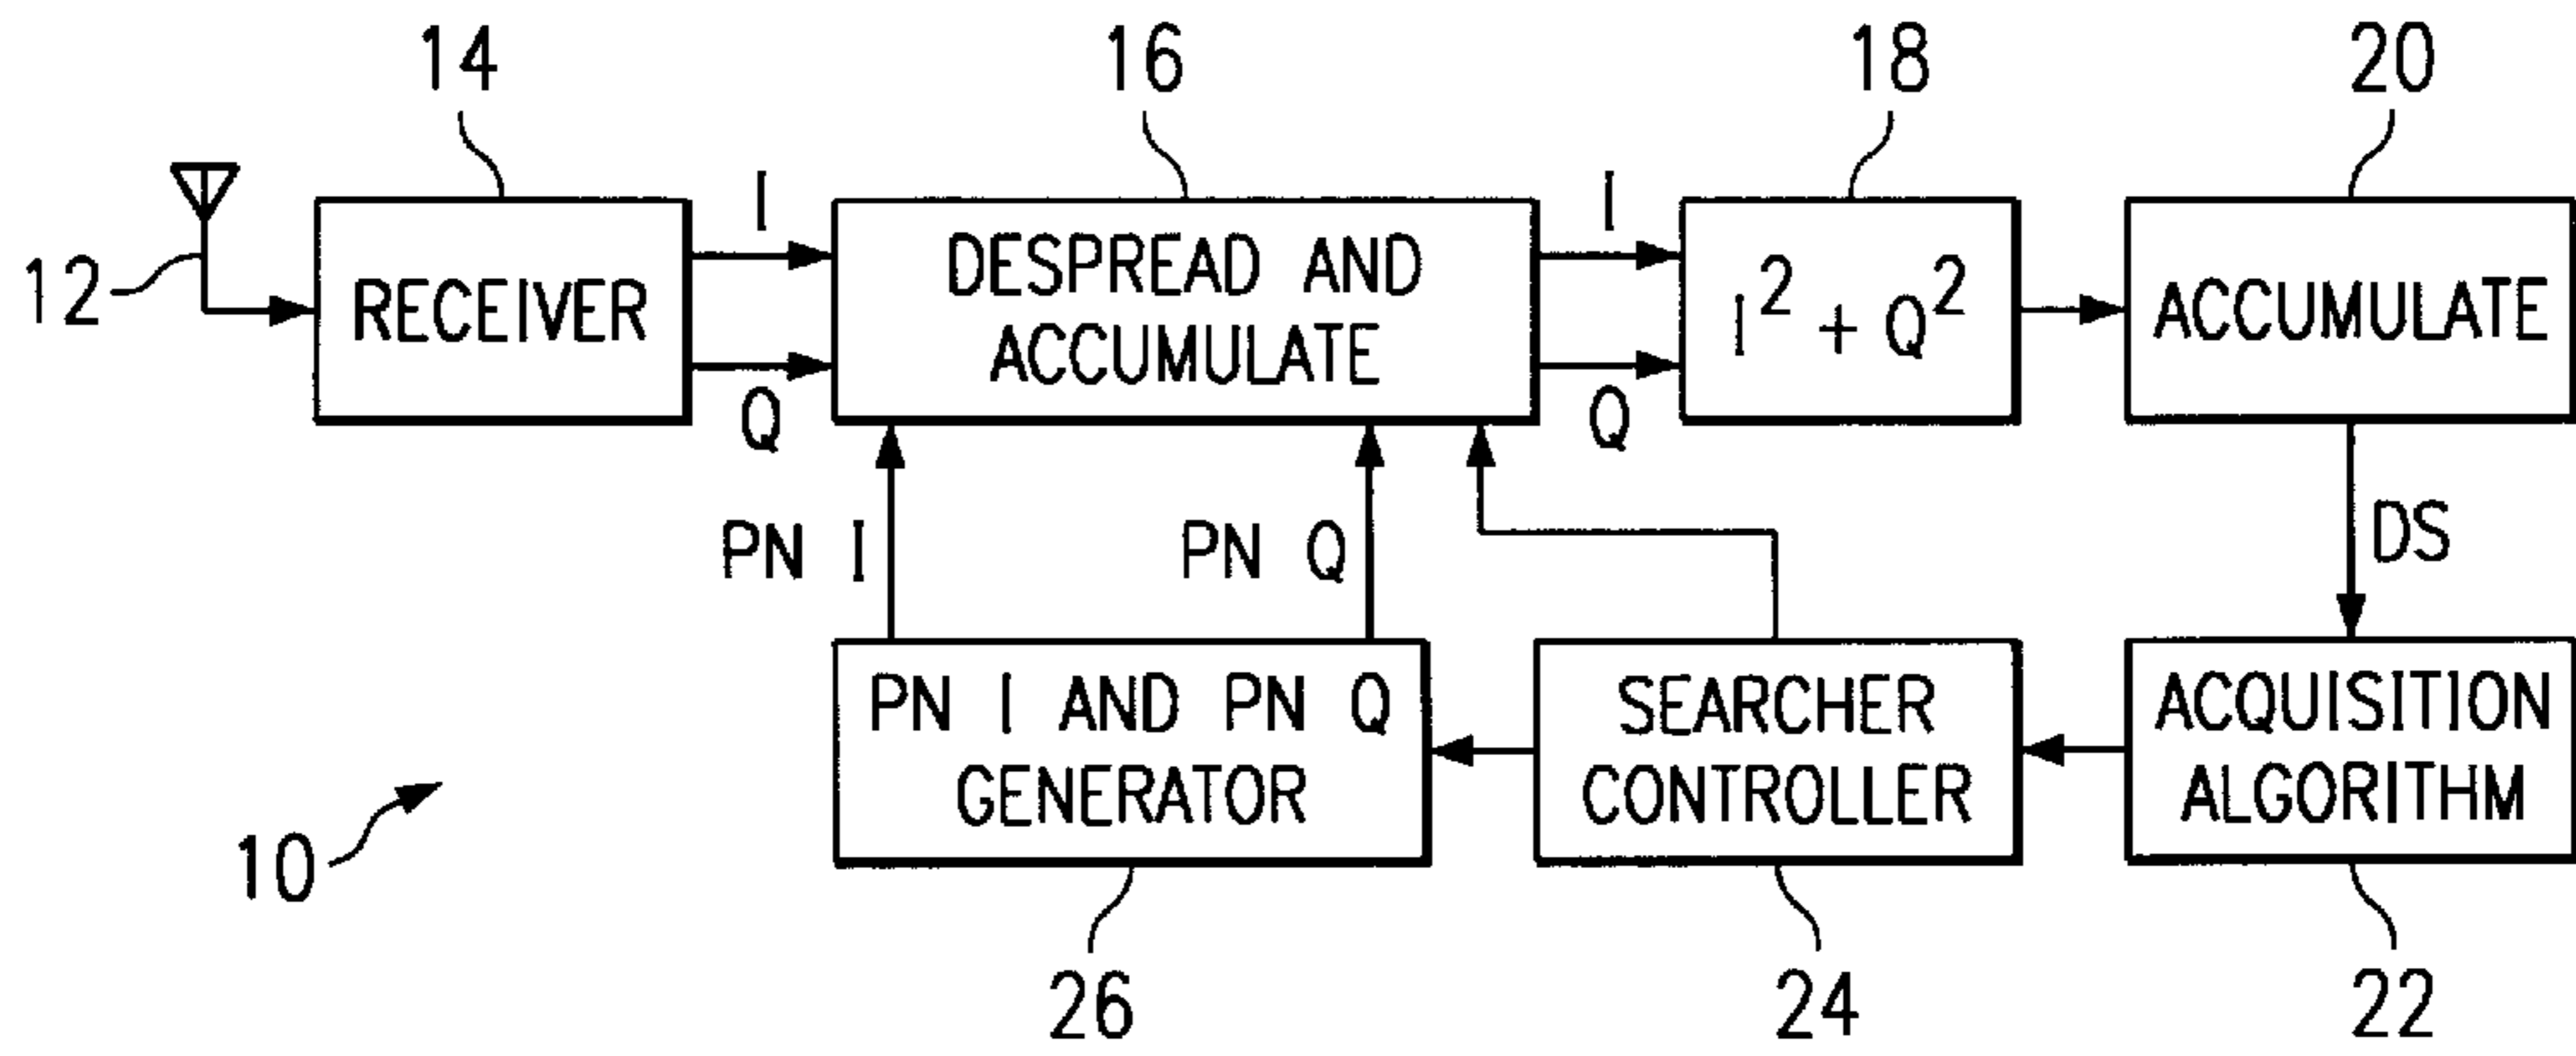 14
16
18
20
12
RECEIVER
I
Q
DESPREAD AND
ACCUMULATE
I
Q
I² + Q²
ACCUMULATE
PN I
PN Q
DS
PN I AND PN Q
GENERATOR
SEARCHER
CONTROLLER
ACQUISITION
ALGORITHM
10
26
24
22